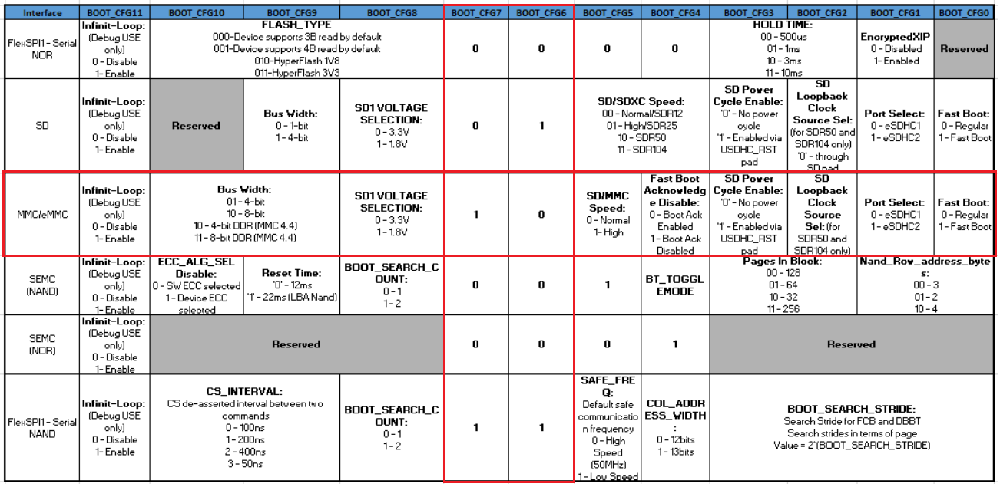 Interface BOOT_CFG11 BOOT_CFG10 BOOT_CFG9 BOOT_CFG8 BOOT_CFG7 BOOT_CFG6 BOOT_CFG5 BOOT_CFG4 BOOT_CFG3 BOOT_CFG2 BOOT_CFG1 BOOT_CFG0
FlexSPI1 - Serial
NOR
Infinit-Loop:
(Debug USE
only)
0 - Disable
1- Enable
FLASH_TYPE
000-Device supports 3B read by default
001-Device supports 4B read by default
010-HyperFlash 1V8
011-HyperFlash 3V3
0
0
0
0
HOLD TIME:
00 - 500us
01 - 1ms
10 - 3ms
11 - 10ms
EncryptedXIP
0 - Disabled
1- Enabled
Reserved
SD
Infinit-Loop:
(Debug USE
only)
0 - Disable
1- Enable
Reserved
Bus Width:
0 - 1-bit
1 - 4-bit
SD1 VOLTAGE
SELECTION:
0 - 3.3V
1 - 1.8V
0
1
SD/SDXC Speed:
00 - Normal/SDR12
01 - High/SDR25
10 - SDR50
11 - SDR104
SD Power
Cycle Enable:
'0' - No power
cycle
'1' - Enabled via
USDHC_RST
pad
SD
Loopback
Clock
Source Sel:
(for SDR50 and
SDR104 only)
'0' - through
SD pad
Port Select:
0 - eSDHC1
1 - eSDHC2
Fast Boot:
0 - Regular
1 - Fast Boot
MMC/eMMC
Infinit-Loop:
(Debug USE
only)
0 - Disable
1- Enable
Bus Width:
01 - 4-bit
10 - 8-bit
10 - 4-bit DDR (MMC 4.4)
11 - 8-bit DDR (MMC 4.4)
SD1 VOLTAGE
SELECTION:
0 - 3.3V
1 - 1.8V
1
0
SD/MMC
Speed:
0 - Normal
1- High
Fast Boot
Acknowledg
e Disable:
0 - Boot Ack
Enabled
1 - Boot Ack
Disabled
SD Power
Cycle Enable:
'0' - No power
cycle
'1' - Enabled via
USDHC_RST
pad
SD
Loopback
Clock
Source
Sel: (for
SDR50 and
SDR104 only)
Port Select:
0 - eSDHC1
1 - eSDHC2
Fast Boot:
0 - Regular
1 - Fast Boot
SEMC
(NAND)
Infinit-Loop:
(Debug USE
only)
0 - Disable
1- Enable
ECC_ALG_SEL
Disable:
0 - SW ECC selected
1 - Device ECC
selected
Reset Time:
'0' - 12ms
'1' - 22ms (LBA Nand)
BOOT_SEARCH_C
OUNT:
0 - 1
1 - 2
0
0
1
BT_TOGGL
EMODE
Pages In Block:
00 - 128
01 - 64
10 - 32
11 - 256
Nand_Row_address_byte
s:
00 - 3
01 - 2
10 - 4
SEMC
(NOR)
Infinit-Loop:
(Debug USE
only)
0 - Disable
1- Enable
Reserved
0
0
0
1
Reserved
FlexSPI1 - Serial
NAND
Infinit-Loop:
(Debug USE
only)
0 - Disable
1- Enable
CS_INTERVAL:
CS de-asserted interval between two
commands
0 - 100ns
1 - 200ns
2 - 400ns
3 - 50ns
BOOT_SEARCH_C
OUNT:
0 - 1
1 - 2
1
1
SAFE_FRE
Q:
Default safe
communicatio
n frequency
0 - High
Speed
(50MHz)
1 - Low Speed
COL_ADDR
ESS_WIDTH
:
0 - 12bits
1 - 13bits
BOOT_SEARCH_STRIDE:
Search Stride for FCB and DBBT
Search strides in terms of page
Value = 2^(BOOT_SEARCH_STRIDE)